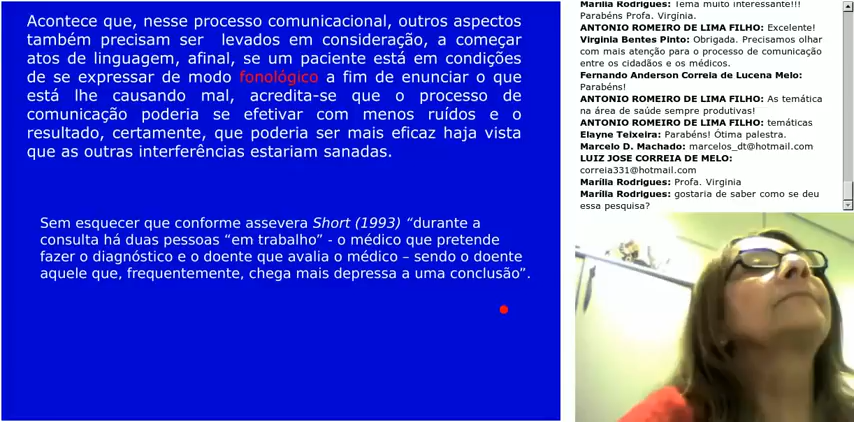 Acontece que, nesse processo comunicacional, outros aspectos
também precisam ser levados em consideração, a começar
atos de linguagem, afinal, se um paciente está em condições
de se expressar de modo fonológico a fim de enunciar o que
está lhe causando mal, acredita-se que o processo de
comunicação poderia se efetivar com menos ruídos e o
resultado, certamente, que poderia ser mais eficaz haja vista
que as outras interferências estariam sanadas.
Sem esquecer que conforme assevera Short (1993) “durante a
consulta há duas pessoas “em trabalho” - o médico que pretende
fazer o diagnóstico e o doente que avalia o médico – sendo o doente
aquele que, frequentemente, chega mais depressa a uma conclusão”.
Marília Rodrigues: Tema muito interessante!!!
Parabéns Profa. Virgínia.
ANTONIO ROMEIRO DE LIMA FILHO: Excelente!
Virginia Bentes Pinto: Obrigada. Precisamos olhar
com mais atenção para o processo de comunicação
entre os cidadãos e os médicos.
Fernando Anderson Correia de Lucena Melo:
Parabéns!
ANTONIO ROMEIRO DE LIMA FILHO: As temática
na área de saúde sempre produtivas!
ANTONIO ROMEIRO DE LIMA FILHO: temáticas
Elayne Teixeira: Parabéns! Ótima palestra.
Marcelo D. Machado: marcelos_dt@hotmail.com
LUIZ JOSE CORREIA DE MELO:
correia331@hotmail.com
Marília Rodrigues: Profa. Virginia
Marília Rodrigues: gostaria de saber como se deu
essa pesquisa?